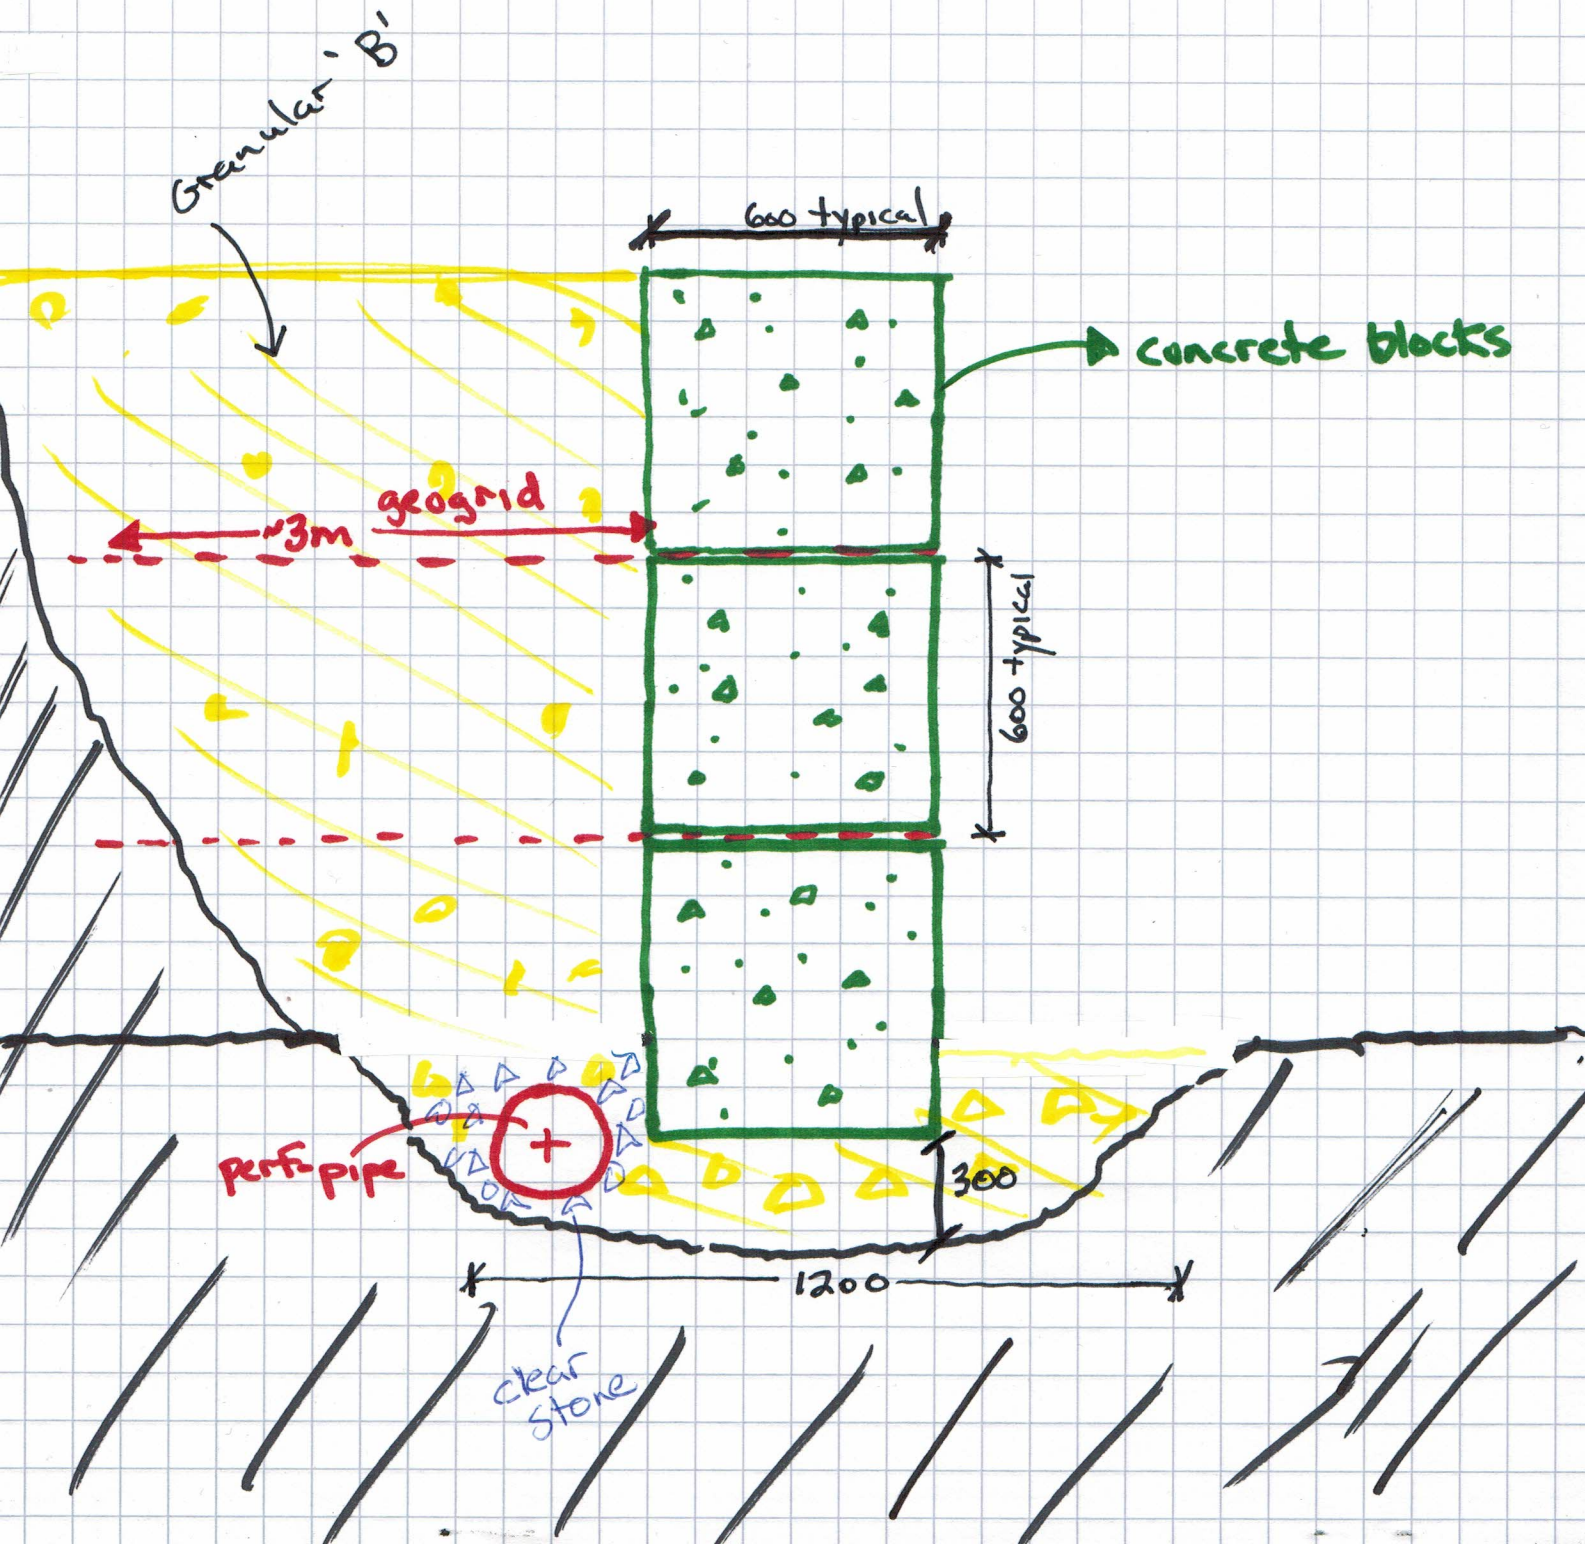 Granular 'B'
600 typical
concrete blocks
geogrid
~3m
600 typical
perf-pipe
300
1200
clear
stone